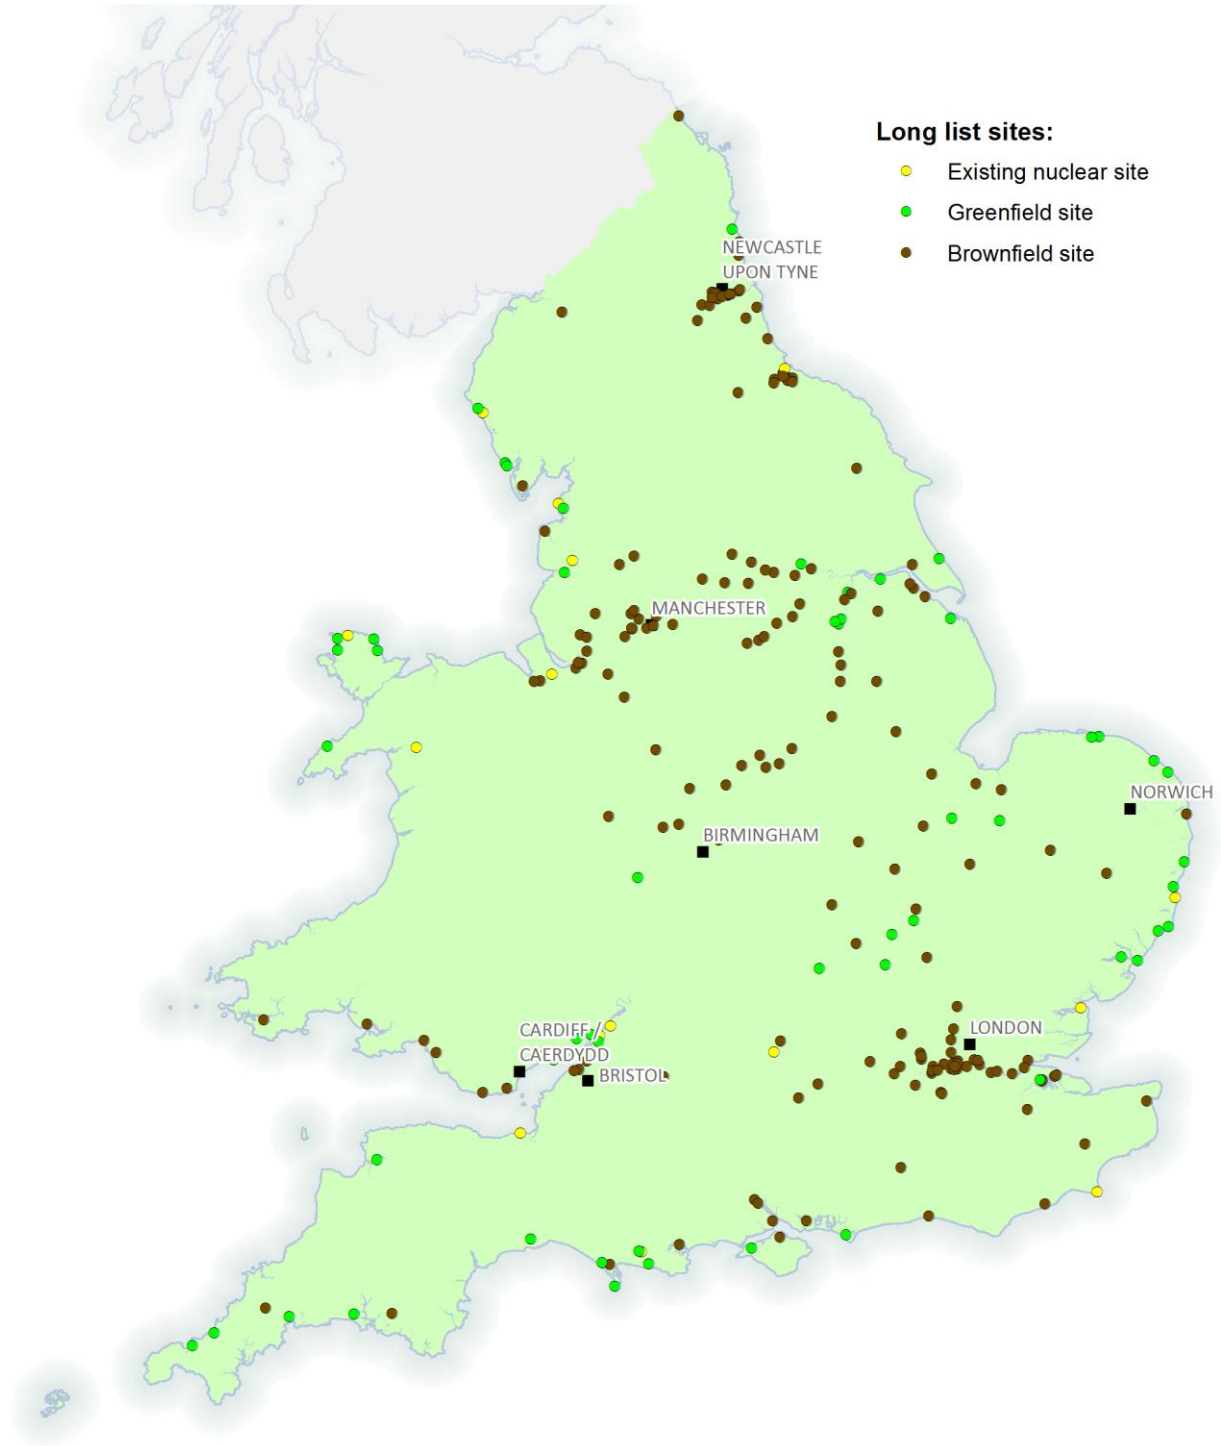 Long list sites:
Existing nuclear site
Greenfield site
Brownfield site
NEWCASTLE
UPON TYNE
MANCHESTER
NORWICH
BIRMINGHAM
CARDIFF /
CAERDYDD
LONDON
BRISTOL